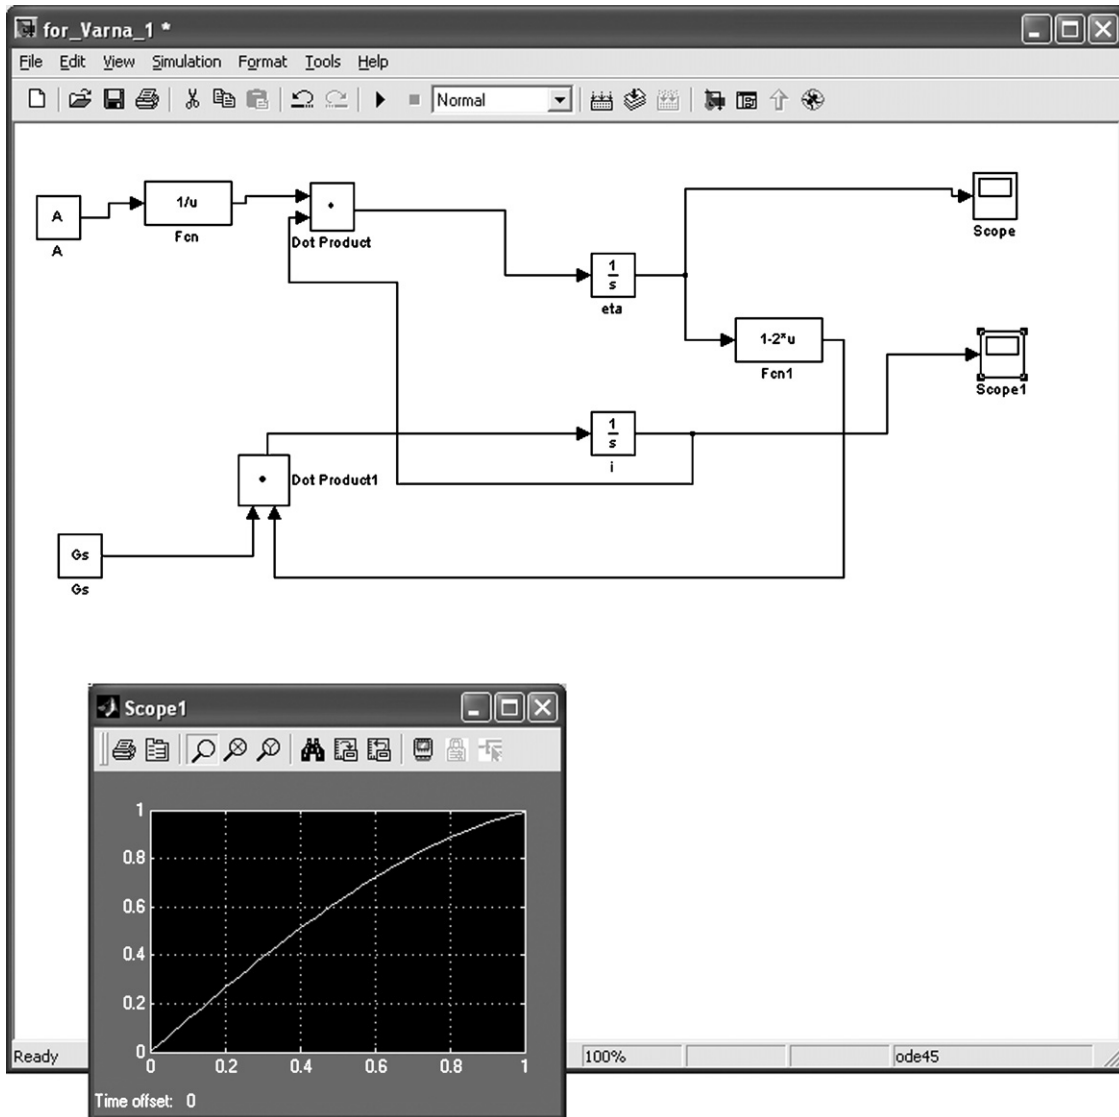 for_Varna_1 *
File Edit View Simulation Format Tools Help
Normal
A
A
1/u
Fcn
Dot Product
1
s
eta
Scope
1-2*u
Fcn1
Scope1
1
s
i
Dot Product1
Gs
Gs
Scope1
1
0.8
0.6
0.4
0.2
0
0 0.2 0.4 0.6 0.8 1
Time offset: 0
Ready 100% ode45